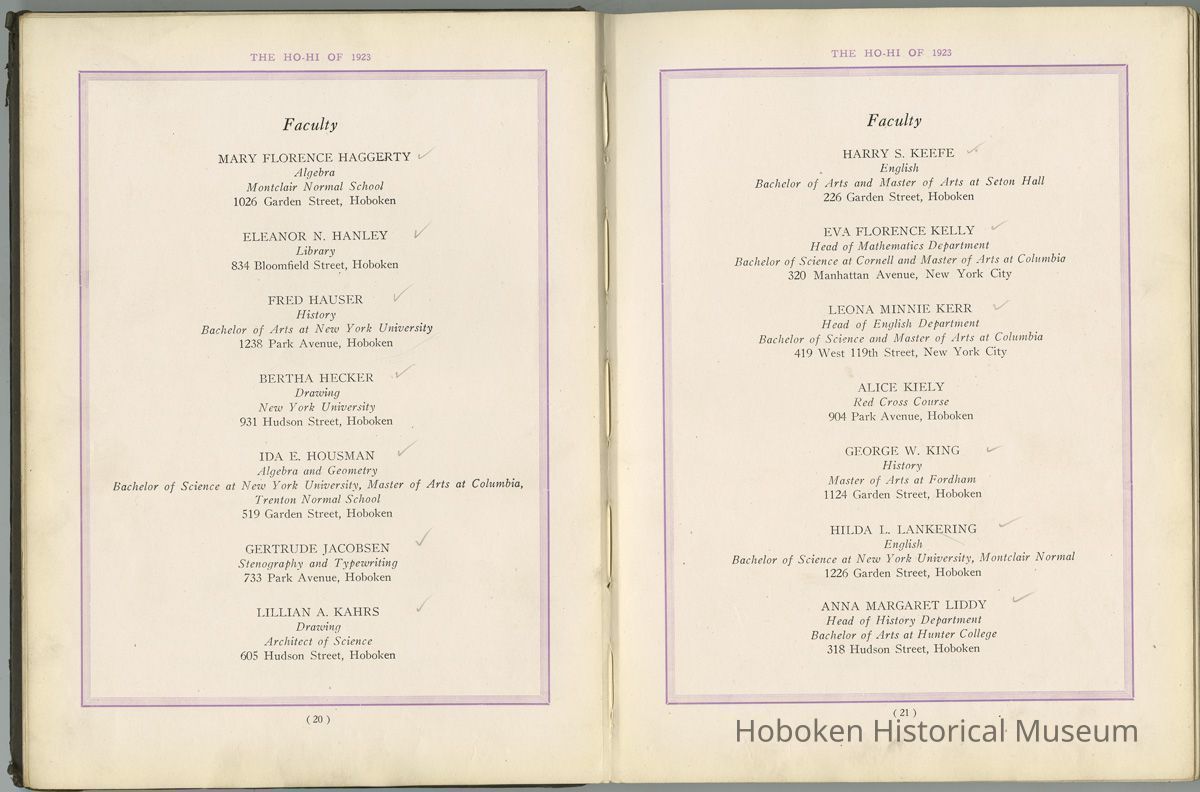 THE HO-HI OF 1923
Faculty
MARY FLORENCE HAGGERTY
Algebra
Montclair Normal School
1026 Garden Street, Hoboken
ELEANOR N. HANLEY
Library
834 Bloomfield Street, Hoboken
FRED HAUSER
History
Bachelor of Arts at New York University
1238 Park Avenue, Hoboken
BERTHA HECKER
Drawing
New York University
931 Hudson Street, Hoboken
IDA E. HOUSMAN
Algebra and Geometry
Bachelor of Science at New York University, Master of Arts at Columbia,
Trenton Normal School
519 Garden Street, Hoboken
GERTRUDE JACOBSEN
Stenography and Typewriting
733 Park Avenue, Hoboken
LILLIAN A. KAHRS
Drawing
Architect of Science
605 Hudson Street, Hoboken
( 20 )
THE HO-HI OF 1923
Faculty
HARRY S. KEEFE
English
Bachelor of Arts and Master of Arts at Seton Hall
226 Garden Street, Hoboken
EVA FLORENCE KELLY
Head of Mathematics Department
Bachelor of Science at Cornell and Master of Arts at Columbia
320 Manhattan Avenue, New York City
LEONA MINNIE KERR
Head of English Department
Bachelor of Science and Master of Arts at Columbia
419 West 119th Street, New York City
ALICE KIELY
Red Cross Course
904 Park Avenue, Hoboken
GEORGE W. KING
History
Master of Arts at Fordham
1124 Garden Street, Hoboken
HILDA L. LANKERING
English
Bachelor of Science at New York University, Montclair Normal
1226 Garden Street, Hoboken
ANNA MARGARET LIDDY
Head of History Department
Bachelor of Arts at Hunter College
318 Hudson Street, Hoboken
( 21 )
Hoboken Historical Museum